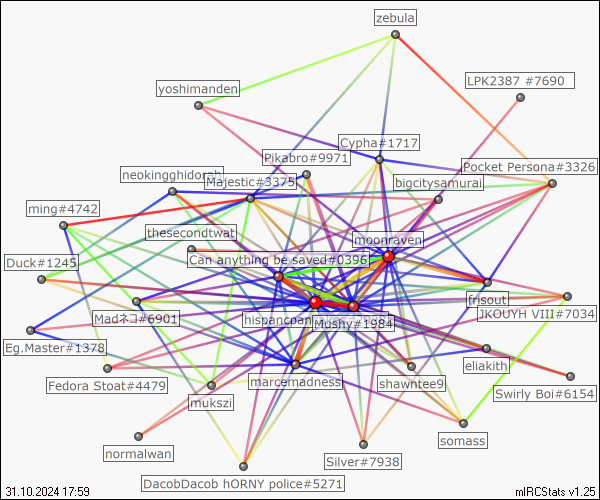 zebula
LPK2387 #7690
yoshimanden
Cypha#1717
Pikabro#9971
Pocket Persona#3326
neokingghidorah
Majestic#3375
bigcitysamurai
ming#4742
thesecondtwat
moonraven
Duck#1245
Can anything be saved#0396
frisout
Madネコ#6901
hispancpan
Mushy#1984
JKOUYH VIII#7034
Eg.Master#1378
eliakith
Fedora Stoat#4479
marcemadness
shawntee9
Swirly Boi#6154
mukszi
normalwan
somass
Silver#7938
DacobDacob hORNY police#5271
31.10.2024 17:59
mIRCStats v1.25